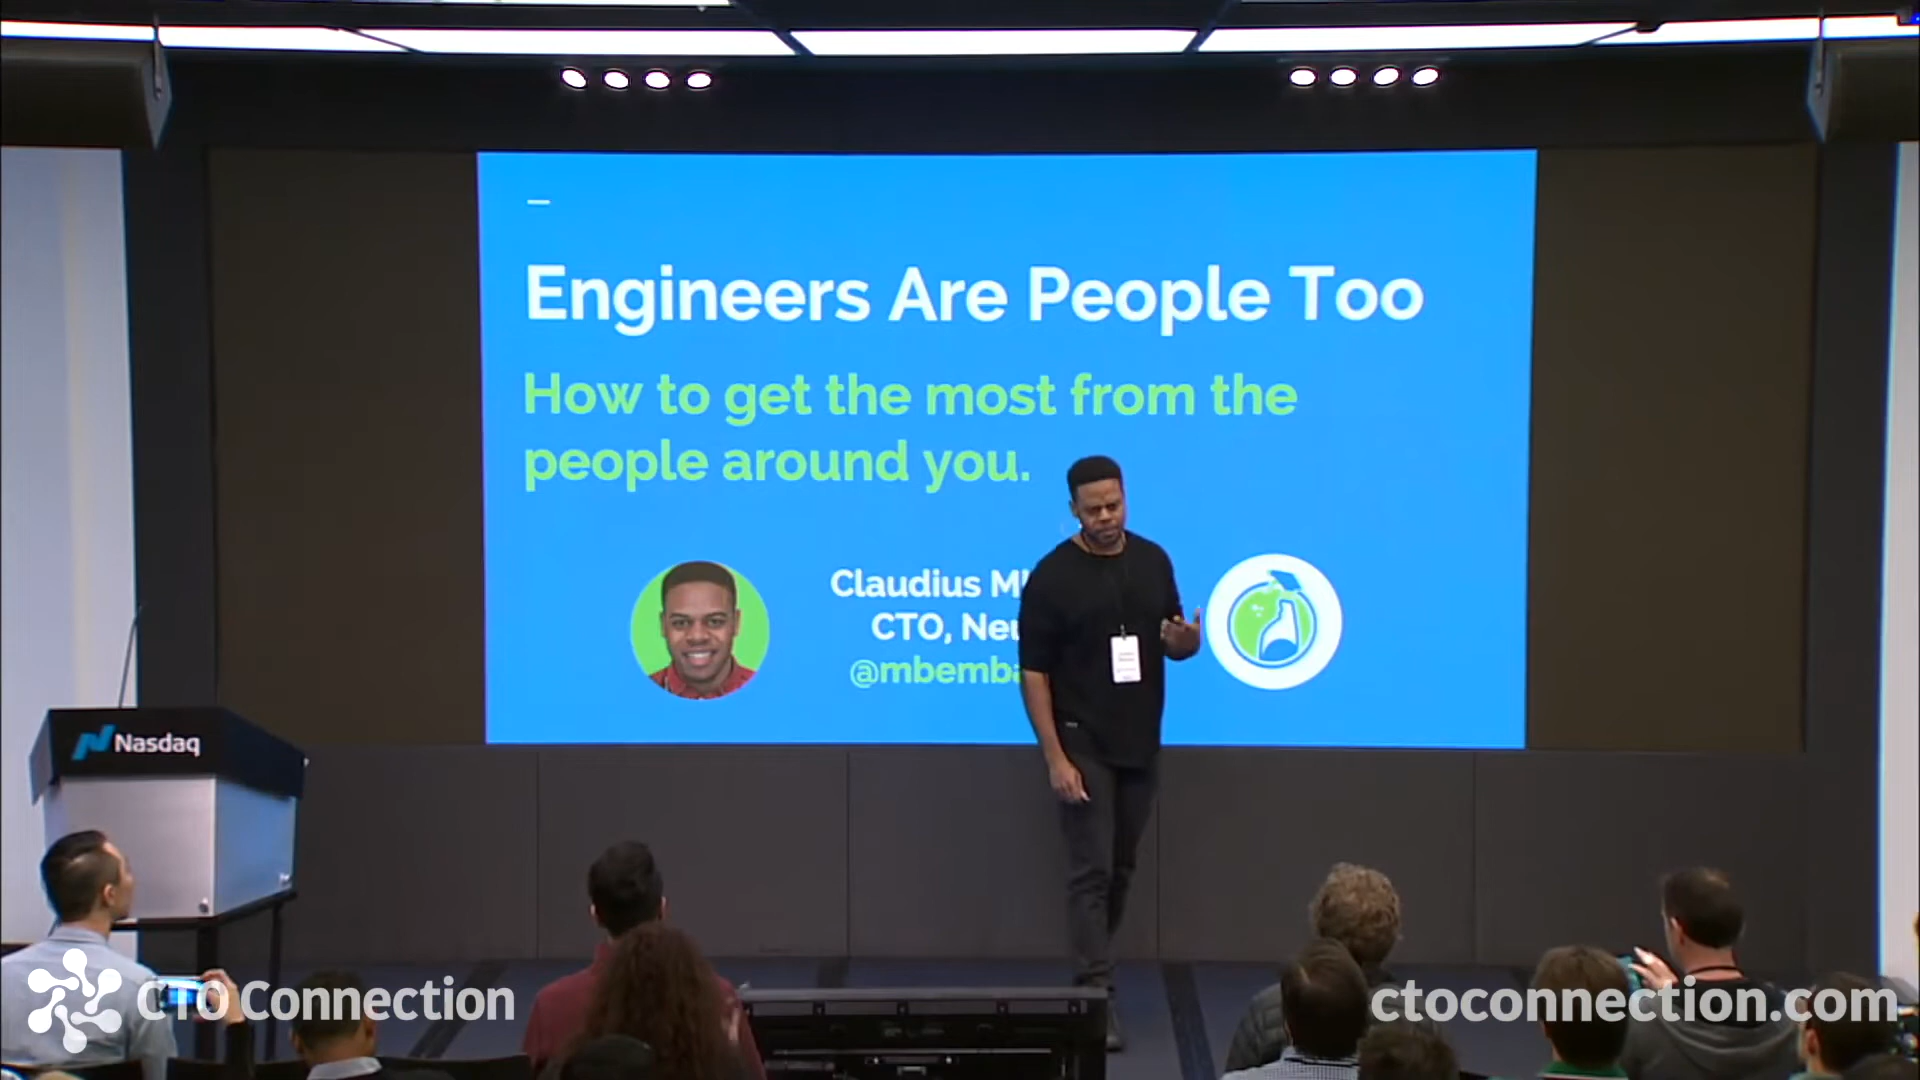 Engineers Are People Too
How to get the most from the
people around you.
Claudius
CTO,
Nasdaq
CTO Connection
ctoconnection.com